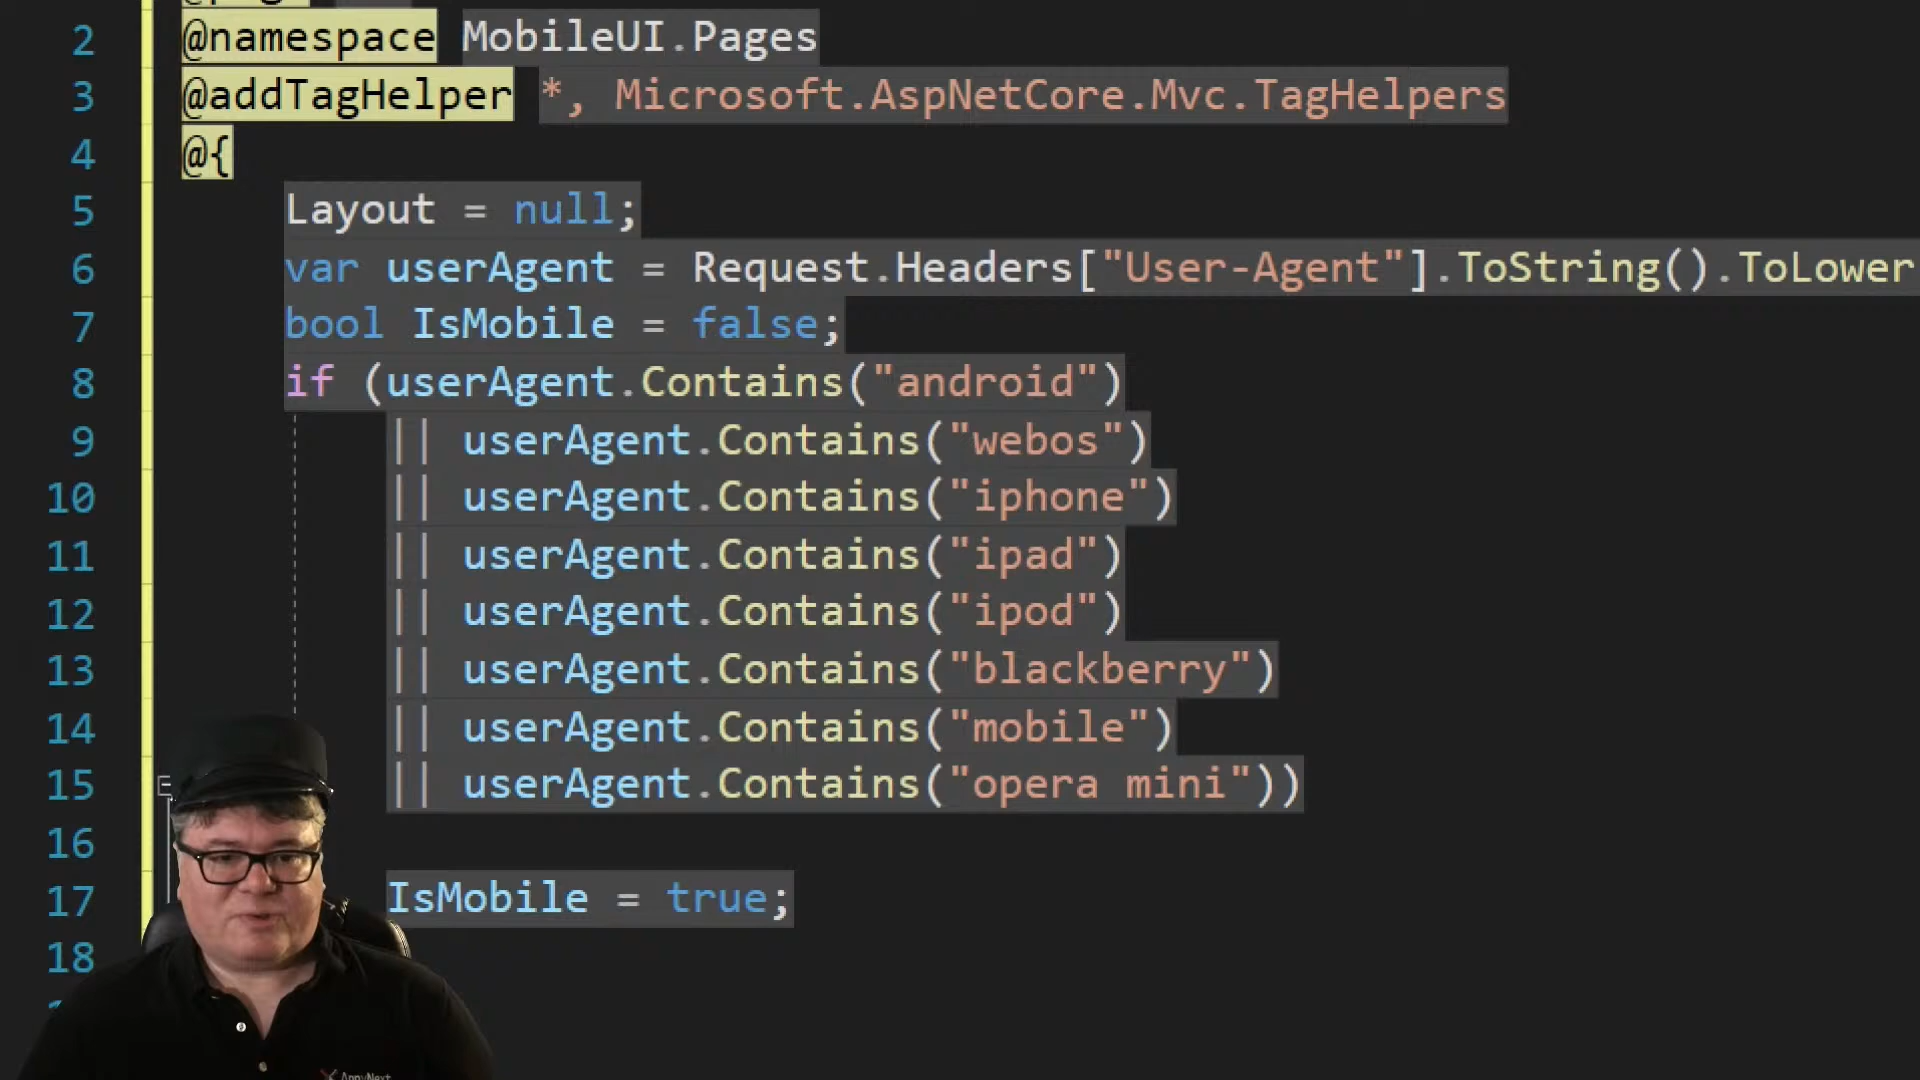 2 @namespace MobileUI.Pages
3 @addTagHelper *, Microsoft.AspNetCore.Mvc.TagHelpers
4 @{
5 Layout = null;
6 var userAgent = Request.Headers["User-Agent"].ToString().ToLower
7 bool IsMobile = false;
8 if (userAgent.Contains("android")
9 || userAgent.Contains("webos")
10 || userAgent.Contains("iphone")
11 || userAgent.Contains("ipad")
12 || userAgent.Contains("ipod")
13 || userAgent.Contains("blackberry")
14 || userAgent.Contains("mobile")
15 || userAgent.Contains("opera mini"))
16
17 IsMobile = true;
18
AppvNext